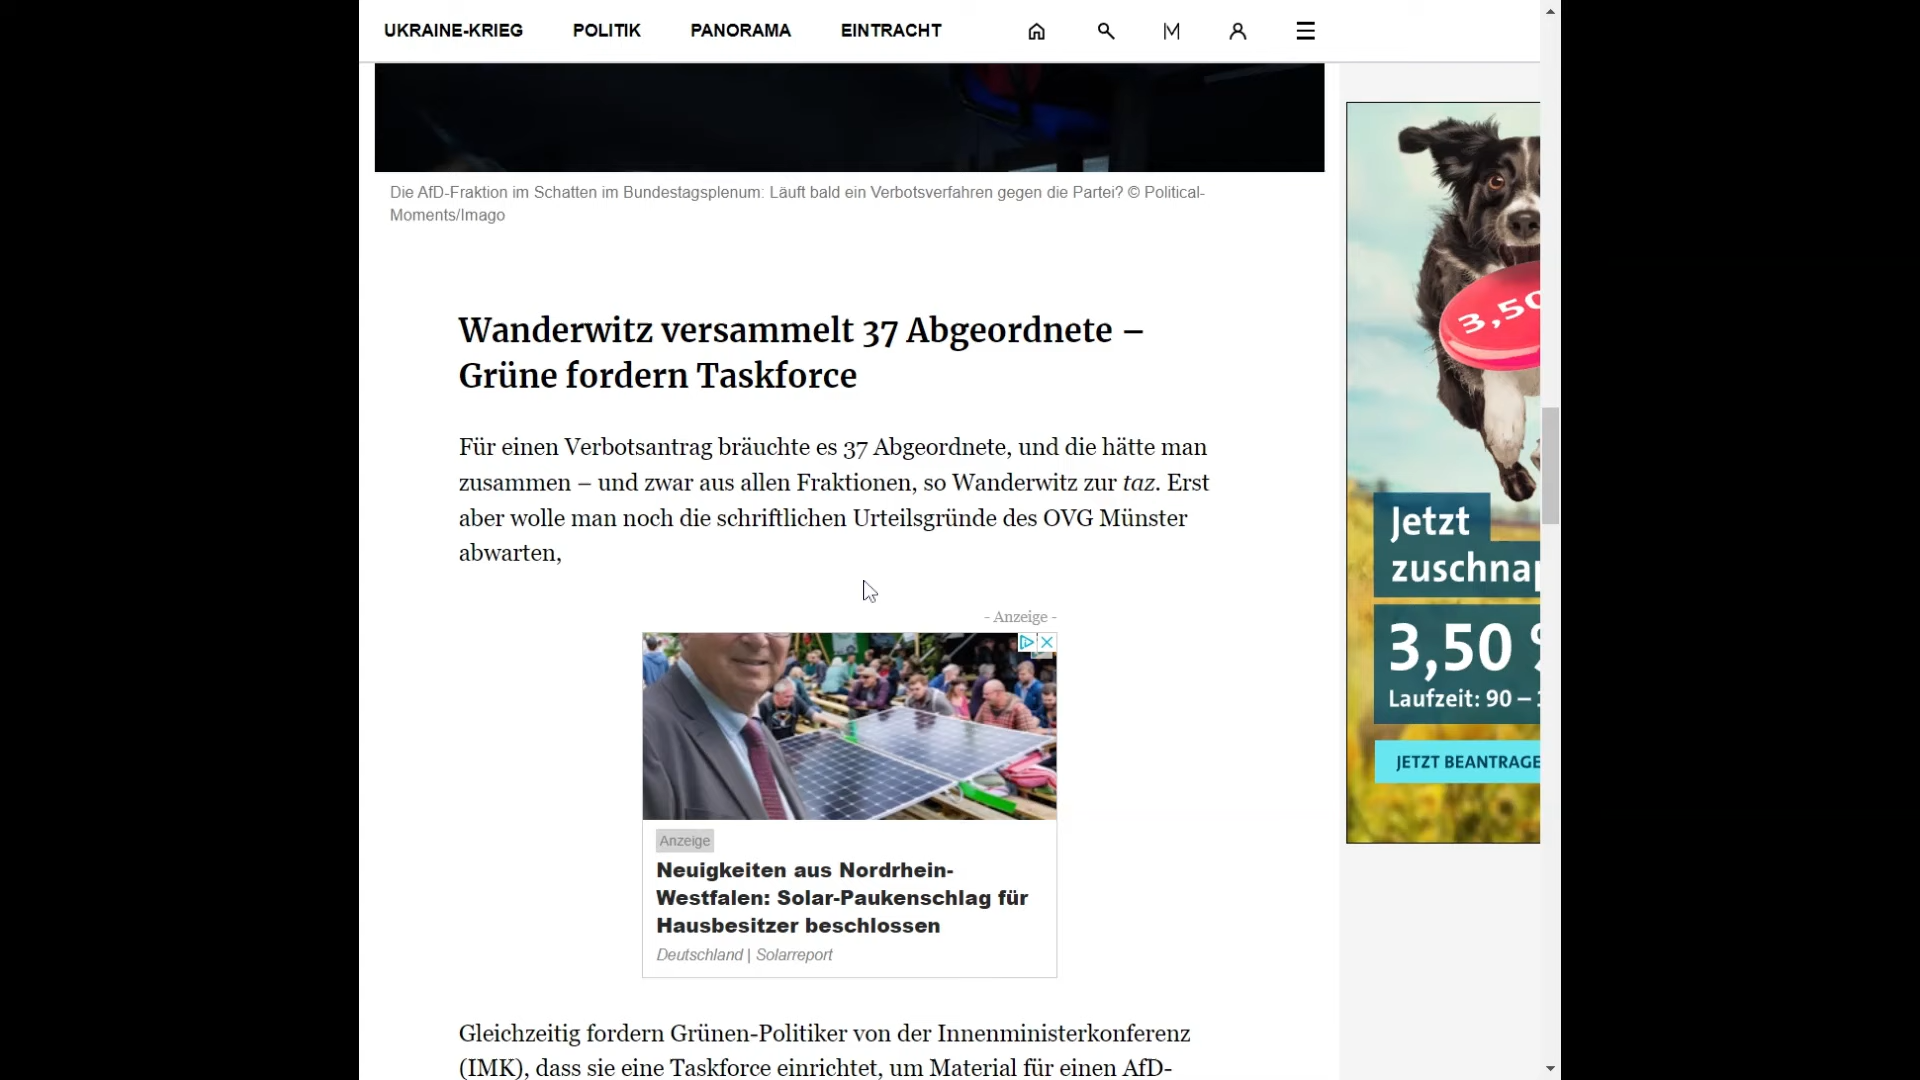 UKRAINE-KRIEG POLITIK PANORAMA EINTRACHT
Die AfD-Fraktion im Schatten im Bundestagsplenum: Läuft bald ein Verbotsverfahren gegen die Partei? © Political-
Moments/Imago
Wanderwitz versammelt 37 Abgeordnete –
Grüne fordern Taskforce
Für einen Verbotsantrag bräuchte es 37 Abgeordnete, und die hätte man
zusammen – und zwar aus allen Fraktionen, so Wanderwitz zur taz. Erst
aber wolle man noch die schriftlichen Urteilsgründe des OVG Münster
abwarten,
- Anzeige -
Anzeige
Neuigkeiten aus Nordrhein-
Westfalen: Solar-Paukenschlag für
Hausbesitzer beschlossen
Deutschland | Solarreport
Gleichzeitig fordern Grünen-Politiker von der Innenministerkonferenz
(IMK), dass sie eine Taskforce einrichtet, um Material für einen AfD-
3,50
Jetzt
zuschnap
3,50 %
Laufzeit: 90 –
JETZT BEANTRAGE